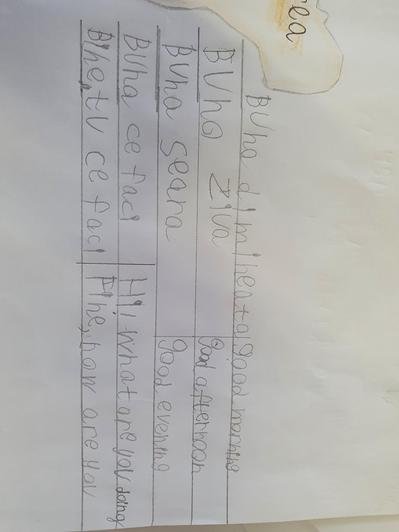 ea
Buna dimineata good morning
Buna ziua good afternoon
Buna seara good evening
Buna ce faci Hi, what are you doing
Bine, tu ce faci Fine, how are you